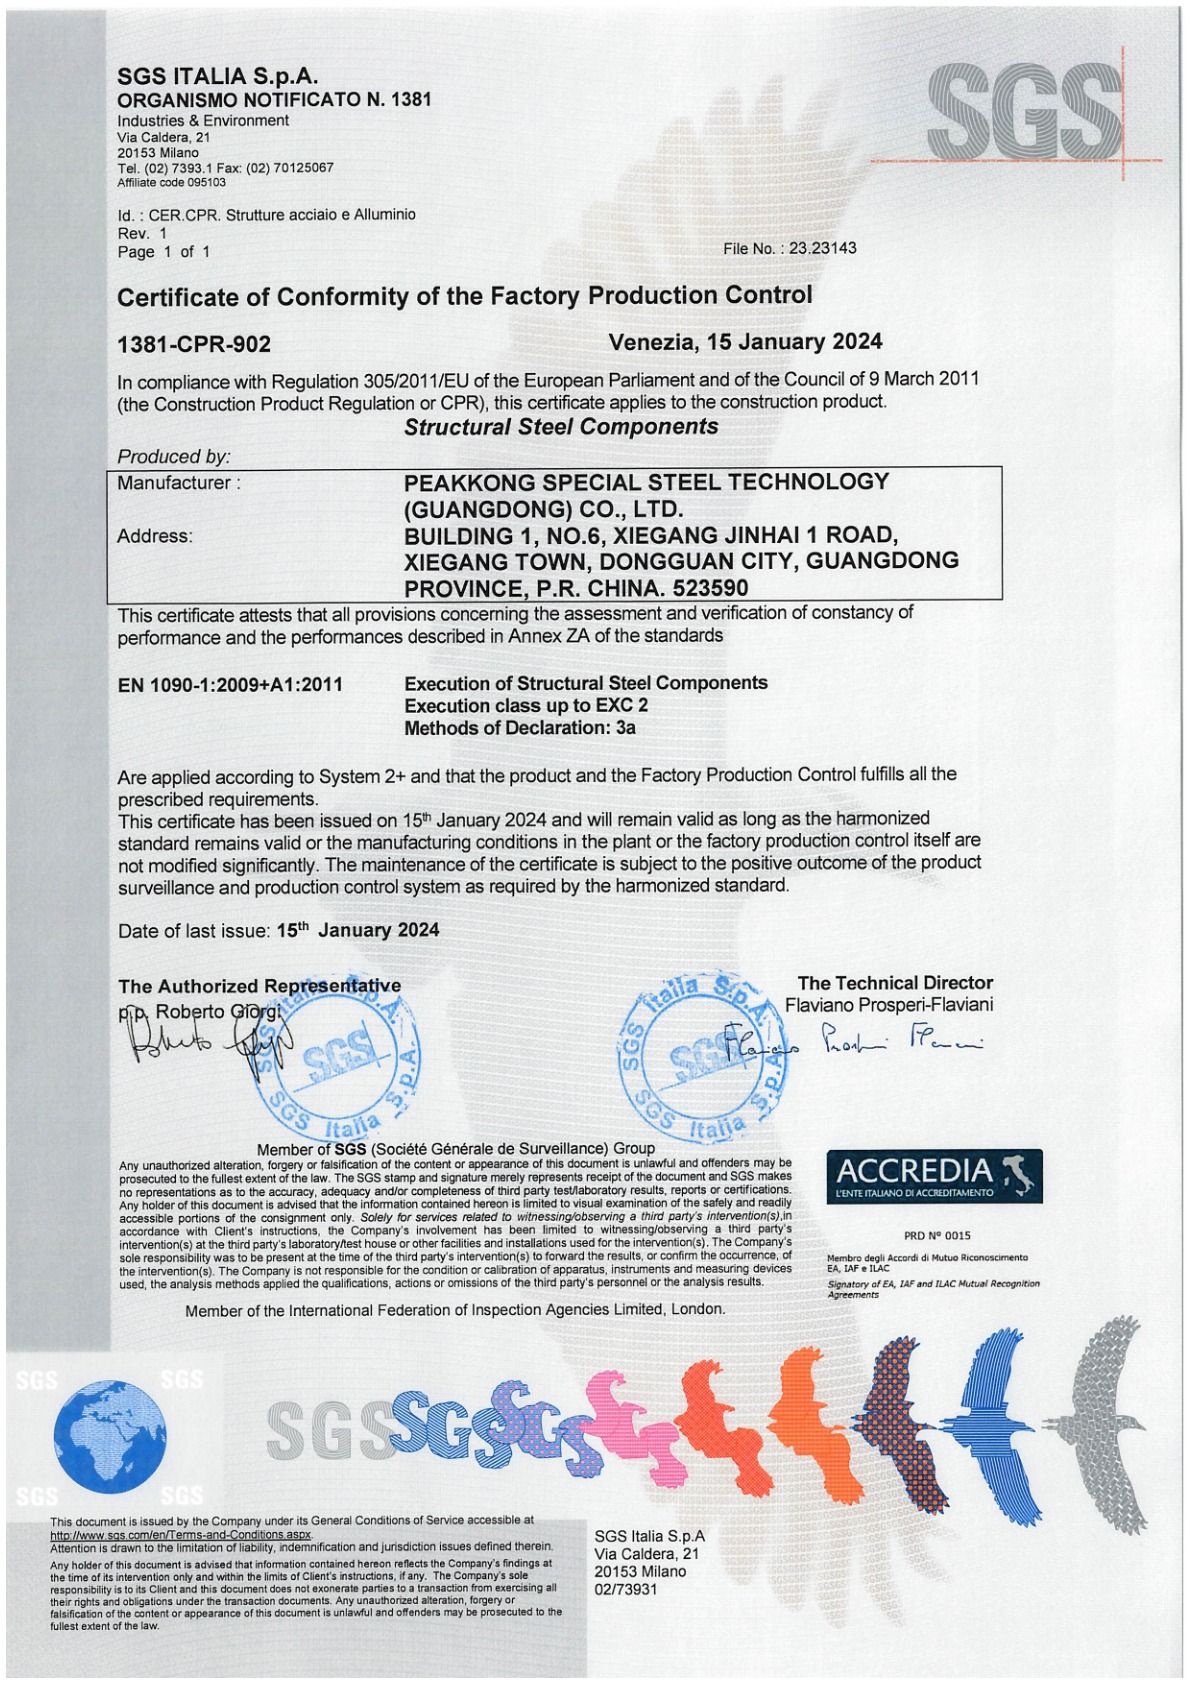 SGS ITALIA S.p.A.
ORGANISMO NOTIFICATO N. 1381
Industries & Environment
Via Caldera, 21
20153 Milano
Tel. (02) 7393.1 Fax: (02) 70125067
Affiliate code 095103
SGS
Id. : CER.CPR. Strutture acciaio e Alluminio
Rev. 1
Page 1 of 1
File No. : 23.23143
Certificate of Conformity of the Factory Production Control
1381-CPR-902 Venezia, 15 January 2024
In compliance with Regulation 305/2011/EU of the European Parliament and of the Council of 9 March 2011
(the Construction Product Regulation or CPR), this certificate applies to the construction product.
Structural Steel Components
Produced by:
Manufacturer : PEAKKONG SPECIAL STEEL TECHNOLOGY
(GUANGDONG) CO., LTD.
Address: BUILDING 1, NO.6, XIEGANG JINHAI 1 ROAD,
XIEGANG TOWN, DONGGUAN CITY, GUANGDONG
PROVINCE, P.R. CHINA. 523590
This certificate attests that all provisions concerning the assessment and verification of constancy of
performance and the performances described in Annex ZA of the standards
EN 1090-1:2009+A1:2011 Execution of Structural Steel Components
Execution class up to EXC 2
Methods of Declaration: 3a
Are applied according to System 2+ and that the product and the Factory Production Control fulfills all the
prescribed requirements.
This certificate has been issued on 15th January 2024 and will remain valid as long as the harmonized
standard remains valid or the manufacturing conditions in the plant or the factory production control itself are
not modified significantly. The maintenance of the certificate is subject to the positive outcome of the product
surveillance and production control system as required by the harmonized standard.
Date of last issue: 15th January 2024
The Authorized Representative
p.p. Roberto Giorgi
SGS Italia S.p.A.
SGS
SGS Italia S.p.A.
The Technical Director
Flaviano Prosperi-Flaviani
SGS Italia S.p.A.
SGS
SGS Italia S.p.A.
Member of SGS (Société Générale de Surveillance) Group
Any unauthorized alteration, forgery or falsification of the content or appearance of this document is unlawful and offenders may be
prosecuted to the fullest extent of the law. The SGS stamp and signature merely represents receipt of the document and SGS makes
no representations as to the accuracy, adequacy and/or completeness of third party test/laboratory results, reports or certifications.
Any holder of this document is advised that the information contained hereon is limited to visual examination of the safely and readily
accessible portions of the consignment only. Solely for services related to witnessing/observing a third party's intervention(s),in
accordance with Client's instructions, the Company's involvement has been limited to witnessing/observing a third party's
intervention(s) at the third party's laboratory/test house or other facilities and installations used for the intervention(s). The Company's
sole responsibility was to be present at the time of the third party's intervention(s) to forward the results, or confirm the occurrence, of
the intervention(s). The Company is not responsible for the condition or calibration of apparatus, instruments and measuring devices
used, the analysis methods applied the qualifications, actions or omissions of the third party's personnel or the analysis results.
Member of the International Federation of Inspection Agencies Limited, London.
ACCREDIA
L'ENTE ITALIANO DI ACCREDITAMENTO
PRD N° 0015
Membro degli Accordi di Mutuo Riconoscimento
EA, IAF e ILAC
Signatory of EA, IAF and ILAC Mutual Recognition
Agreements
SGS SGS
SGS SGS
SGS SGS SGS
This document is issued by the Company under its General Conditions of Service accessible at
http://www.sgs.com/en/Terms-and-Conditions.aspx.
Attention is drawn to the limitation of liability, indemnification and jurisdiction issues defined therein.
Any holder of this document is advised that information contained hereon reflects the Company's findings at
the time of its intervention only and within the limits of Client's instructions, if any. The Company's sole
responsibility is to its Client and this document does not exonerate parties to a transaction from exercising all
their rights and obligations under the transaction documents. Any unauthorized alteration, forgery or
falsification of the content or appearance of this document is unlawful and offenders may be prosecuted to the
fullest extent of the law.
SGS Italia S.p.A
Via Caldera, 21
20153 Milano
02/73931